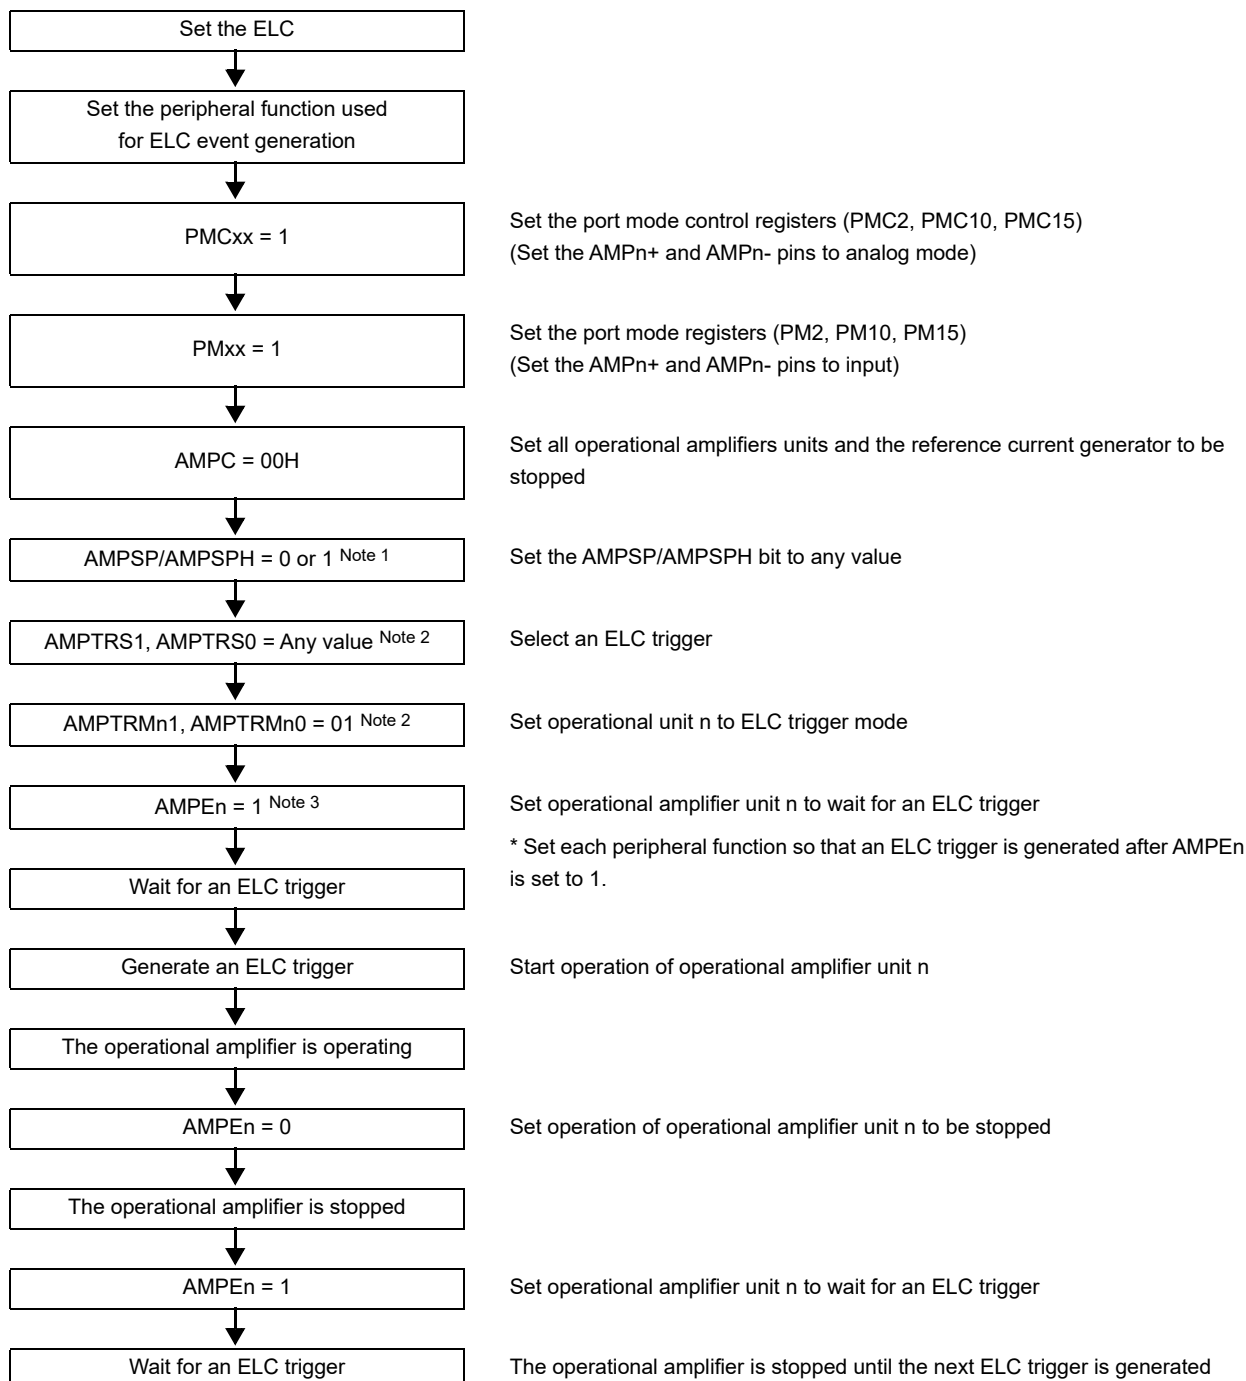 Set the ELC
Set the peripheral function used
for ELC event generation
PMCxx = 1
Set the port mode control registers (PMC2, PMC10, PMC15)
(Set the AMPn+ and AMPn- pins to analog mode)
PMxx = 1
Set the port mode registers (PM2, PM10, PM15)
(Set the AMPn+ and AMPn- pins to input)
AMPC = 00H
Set all operational amplifiers units and the reference current generator to be
stopped
AMPSP/AMPSPH = 0 or 1 Note 1
Set the AMPSP/AMPSPH bit to any value
AMPTRS1, AMPTRS0 = Any value Note 2
Select an ELC trigger
AMPTRMn1, AMPTRMn0 = 01 Note 2
Set operational unit n to ELC trigger mode
AMPEn = 1 Note 3
Set operational amplifier unit n to wait for an ELC trigger
* Set each peripheral function so that an ELC trigger is generated after AMPEn
is set to 1.
Wait for an ELC trigger
Generate an ELC trigger
Start operation of operational amplifier unit n
The operational amplifier is operating
AMPEn = 0
Set operation of operational amplifier unit n to be stopped
The operational amplifier is stopped
AMPEn = 1
Set operational amplifier unit n to wait for an ELC trigger
Wait for an ELC trigger
The operational amplifier is stopped until the next ELC trigger is generated